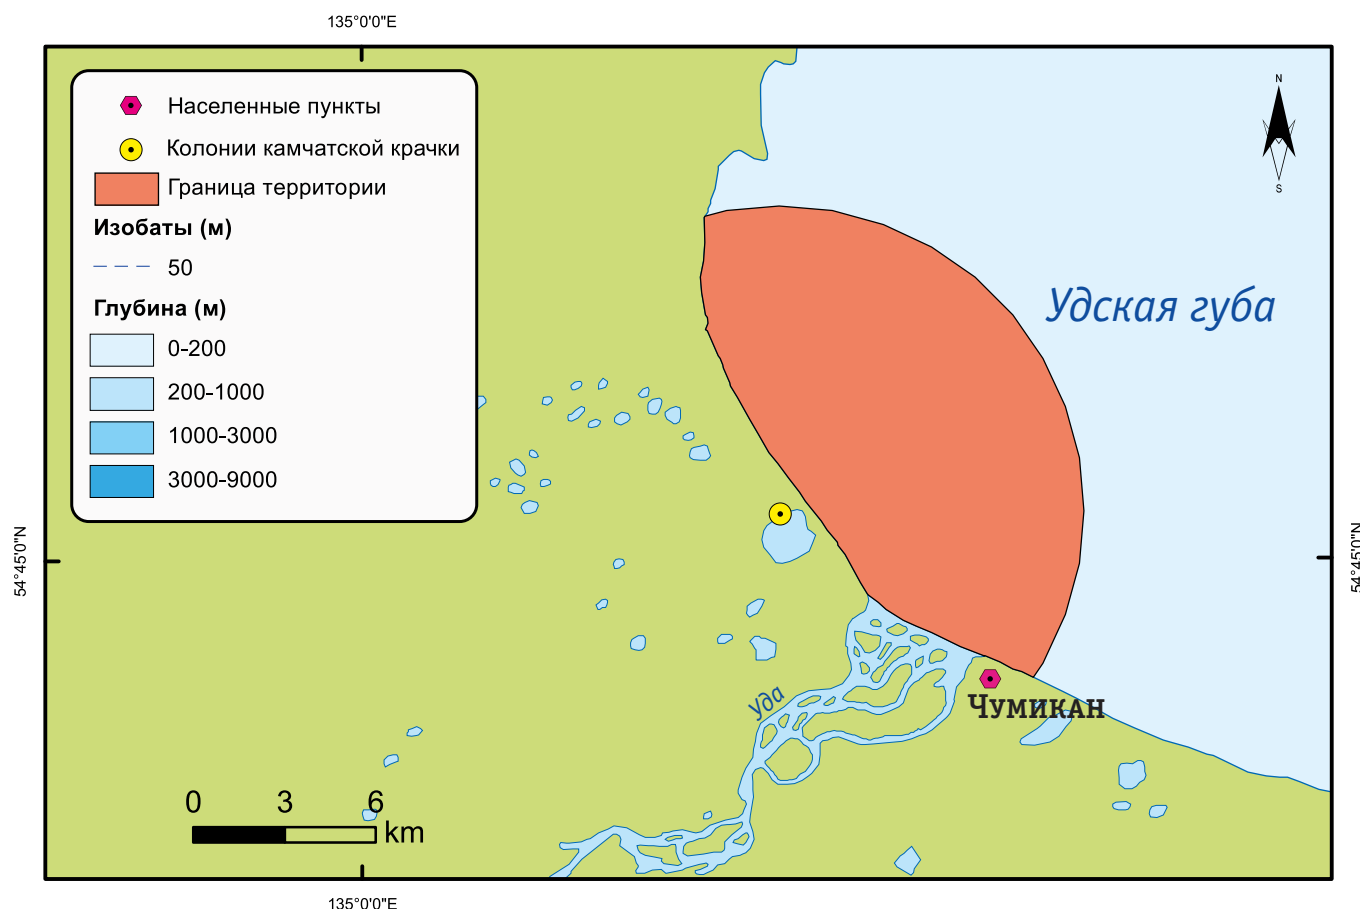 135°0'0"E
N
S
Населенные пункты
Колонии камчатской крачки
Граница территории
Изобаты (м)
50
Глубина (м)
0-200
200-1000
1000-3000
3000-9000
Удская губа
54°45'0"N
54°45'0"N
Уда
Чумикан
0 3 6
km
135°0'0"E